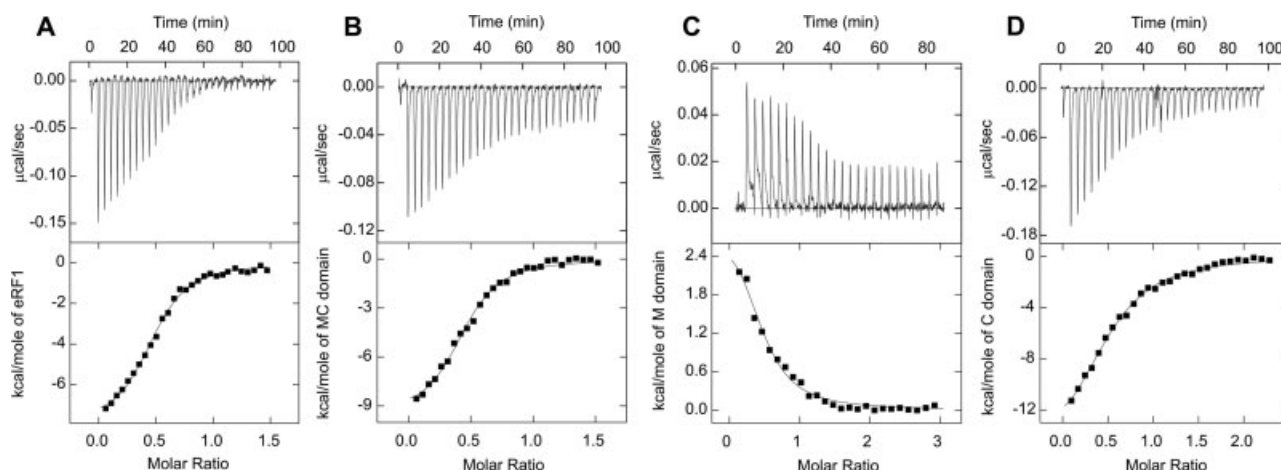 A
Time (min)
0 20 40 60 80 100
0.00
-0.05
-0.10
-0.15
µcal/sec
0
-2
-4
-6
kcal/mole of eRF1
0.0 0.5 1.0 1.5
Molar Ratio
B
Time (min)
0 20 40 60 80 100
0.00
-0.04
-0.08
-0.12
µcal/sec
0
-3
-6
-9
kcal/mole of MC domain
0.0 0.5 1.0 1.5
Molar Ratio
C
Time (min)
0 20 40 60 80
0.06
0.04
0.02
0.00
µcal/sec
2.4
1.8
1.2
0.6
0.0
kcal/mole of M domain
0 1 2 3
Molar Ratio
D
Time (min)
0 20 40 60 80 100
0.00
-0.06
-0.12
-0.18
µcal/sec
0
-4
-8
-12
kcal/mole of C domain
0.0 0.5 1.0 1.5 2.0
Molar Ratio